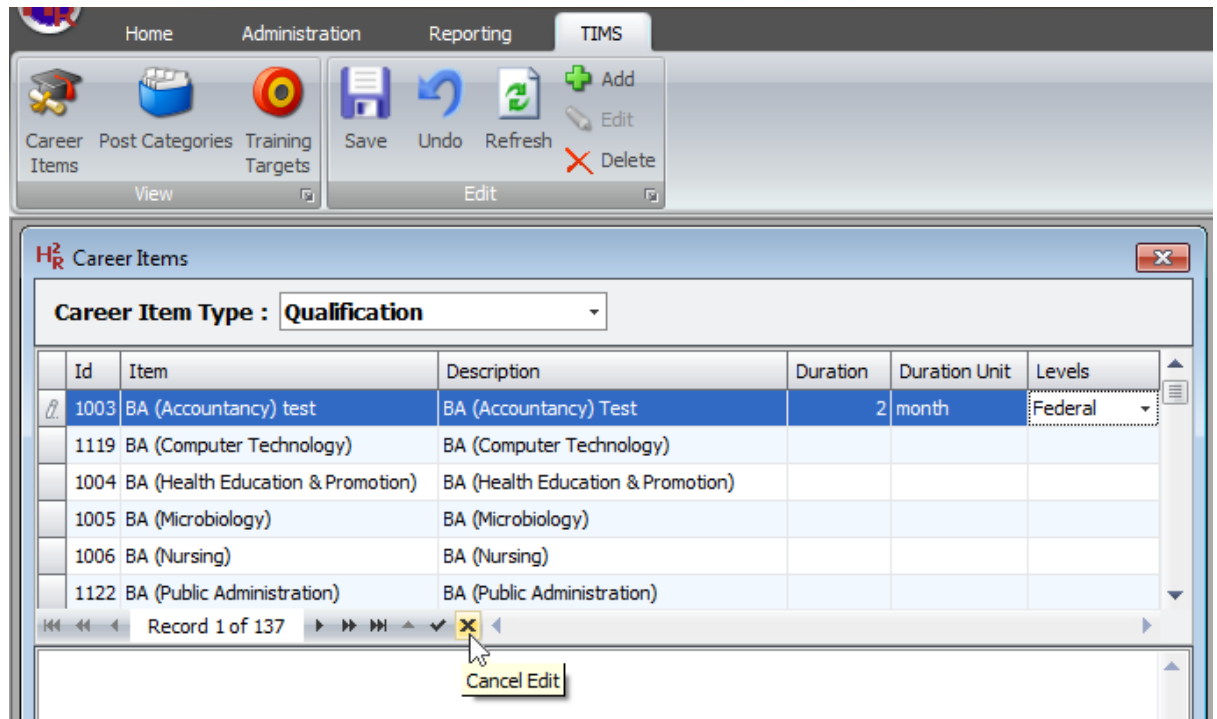 HR
Home Administration Reporting TIMS
Career Items Post Categories Training Targets Save Undo Refresh Add
Edit
Delete
View Edit
H2R Career Items
Career Item Type : Qualification
Id Item Description Duration Duration Unit Levels
1003 BA (Accountancy) test BA (Accountancy) Test 2 month Federal
1119 BA (Computer Technology) BA (Computer Technology)
1004 BA (Health Education & Promotion) BA (Health Education & Promotion)
1005 BA (Microbiology) BA (Microbiology)
1006 BA (Nursing) BA (Nursing)
1122 BA (Public Administration) BA (Public Administration)
Record 1 of 137
Cancel Edit